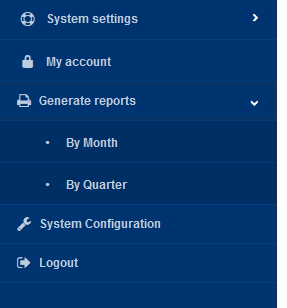 System settings
My account
Generate reports
• By Month
• By Quarter
System Configuration
Logout